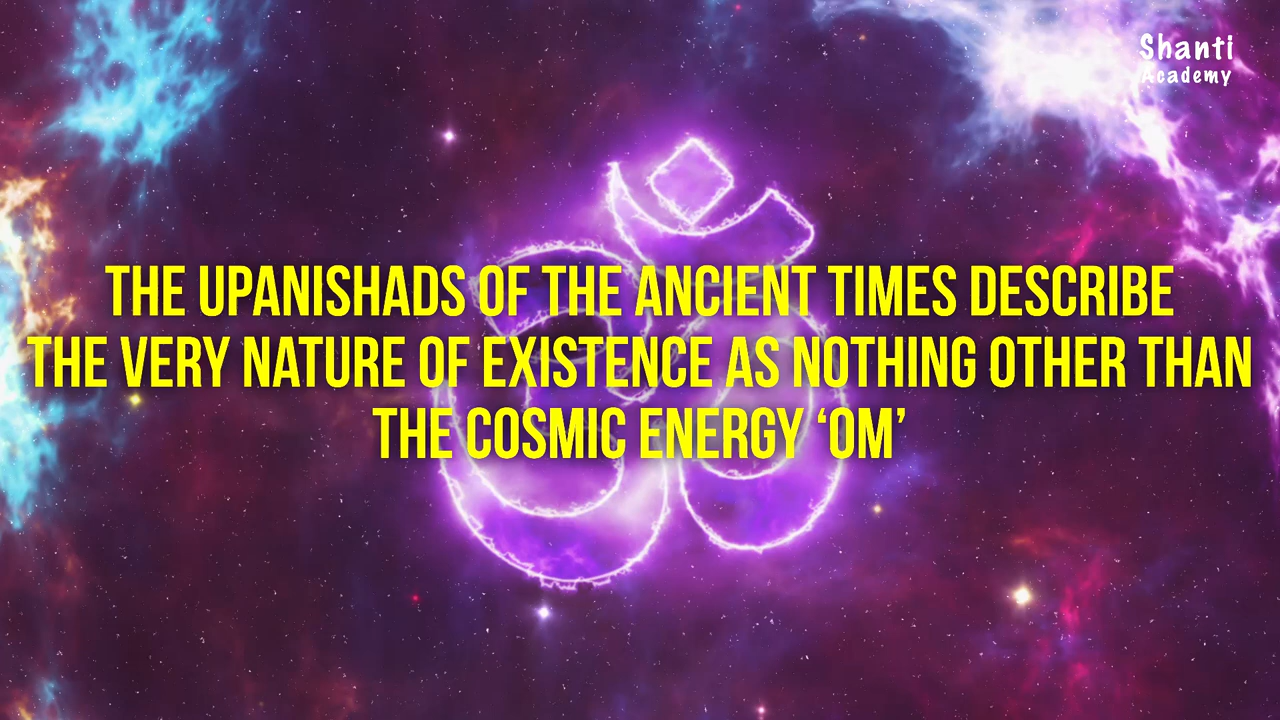 Shanti
Academy
THE UPANISHADS OF THE ANCIENT TIMES DESCRIBE
THE VERY NATURE OF EXISTENCE AS NOTHING OTHER THAN
THE COSMIC ENERGY ‘OM’
ॐ